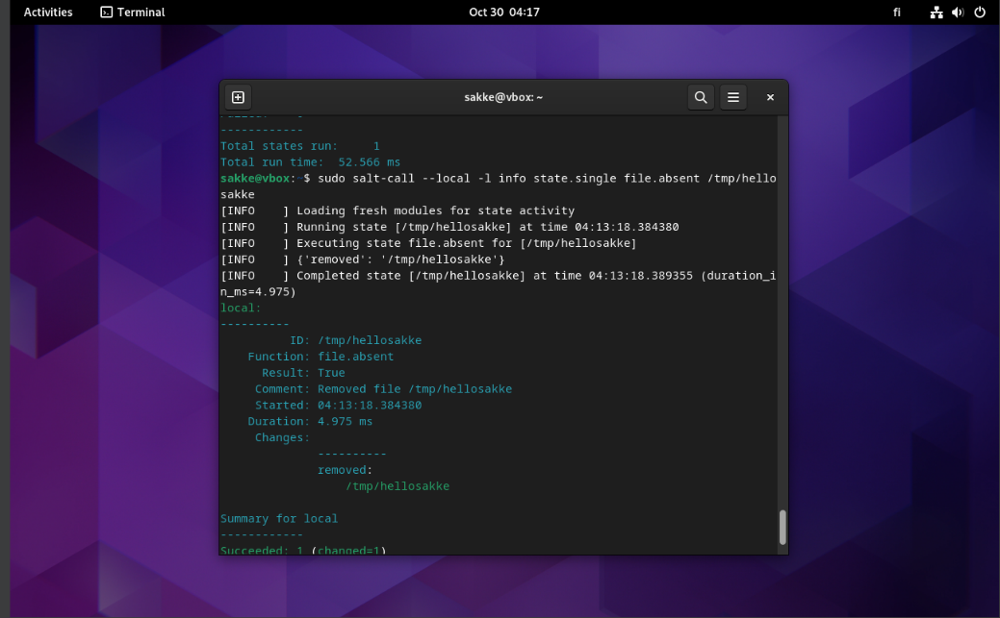 Activities Terminal Oct 30 04:17 fi
sakke@vbox: ~
------------
Total states run:     1
Total run time:  52.566 ms
sakke@vbox:~$ sudo salt-call --local -l info state.single file.absent /tmp/hello
sakke
[INFO    ] Loading fresh modules for state activity
[INFO    ] Running state [/tmp/hellosakke] at time 04:13:18.384380
[INFO    ] Executing state file.absent for [/tmp/hellosakke]
[INFO    ] {'removed': '/tmp/hellosakke'}
[INFO    ] Completed state [/tmp/hellosakke] at time 04:13:18.389355 (duration_i
n_ms=4.975)
local:
----------
          ID: /tmp/hellosakke
    Function: file.absent
      Result: True
     Comment: Removed file /tmp/hellosakke
     Started: 04:13:18.384380
    Duration: 4.975 ms
     Changes:
              ----------
              removed:
                  /tmp/hellosakke
Summary for local
------------
Succeeded: 1 (changed=1)